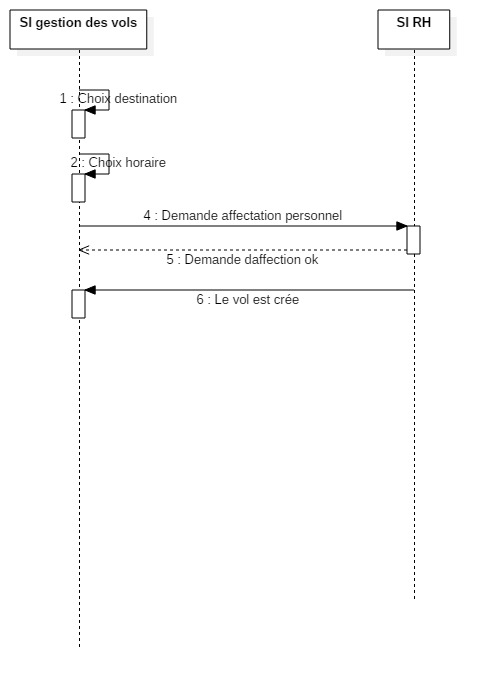 SI gestion des vols
SI RH
1 : Choix destination
2 : Choix horaire
4 : Demande affectation personnel
5 : Demande daffection ok
6 : Le vol est crée